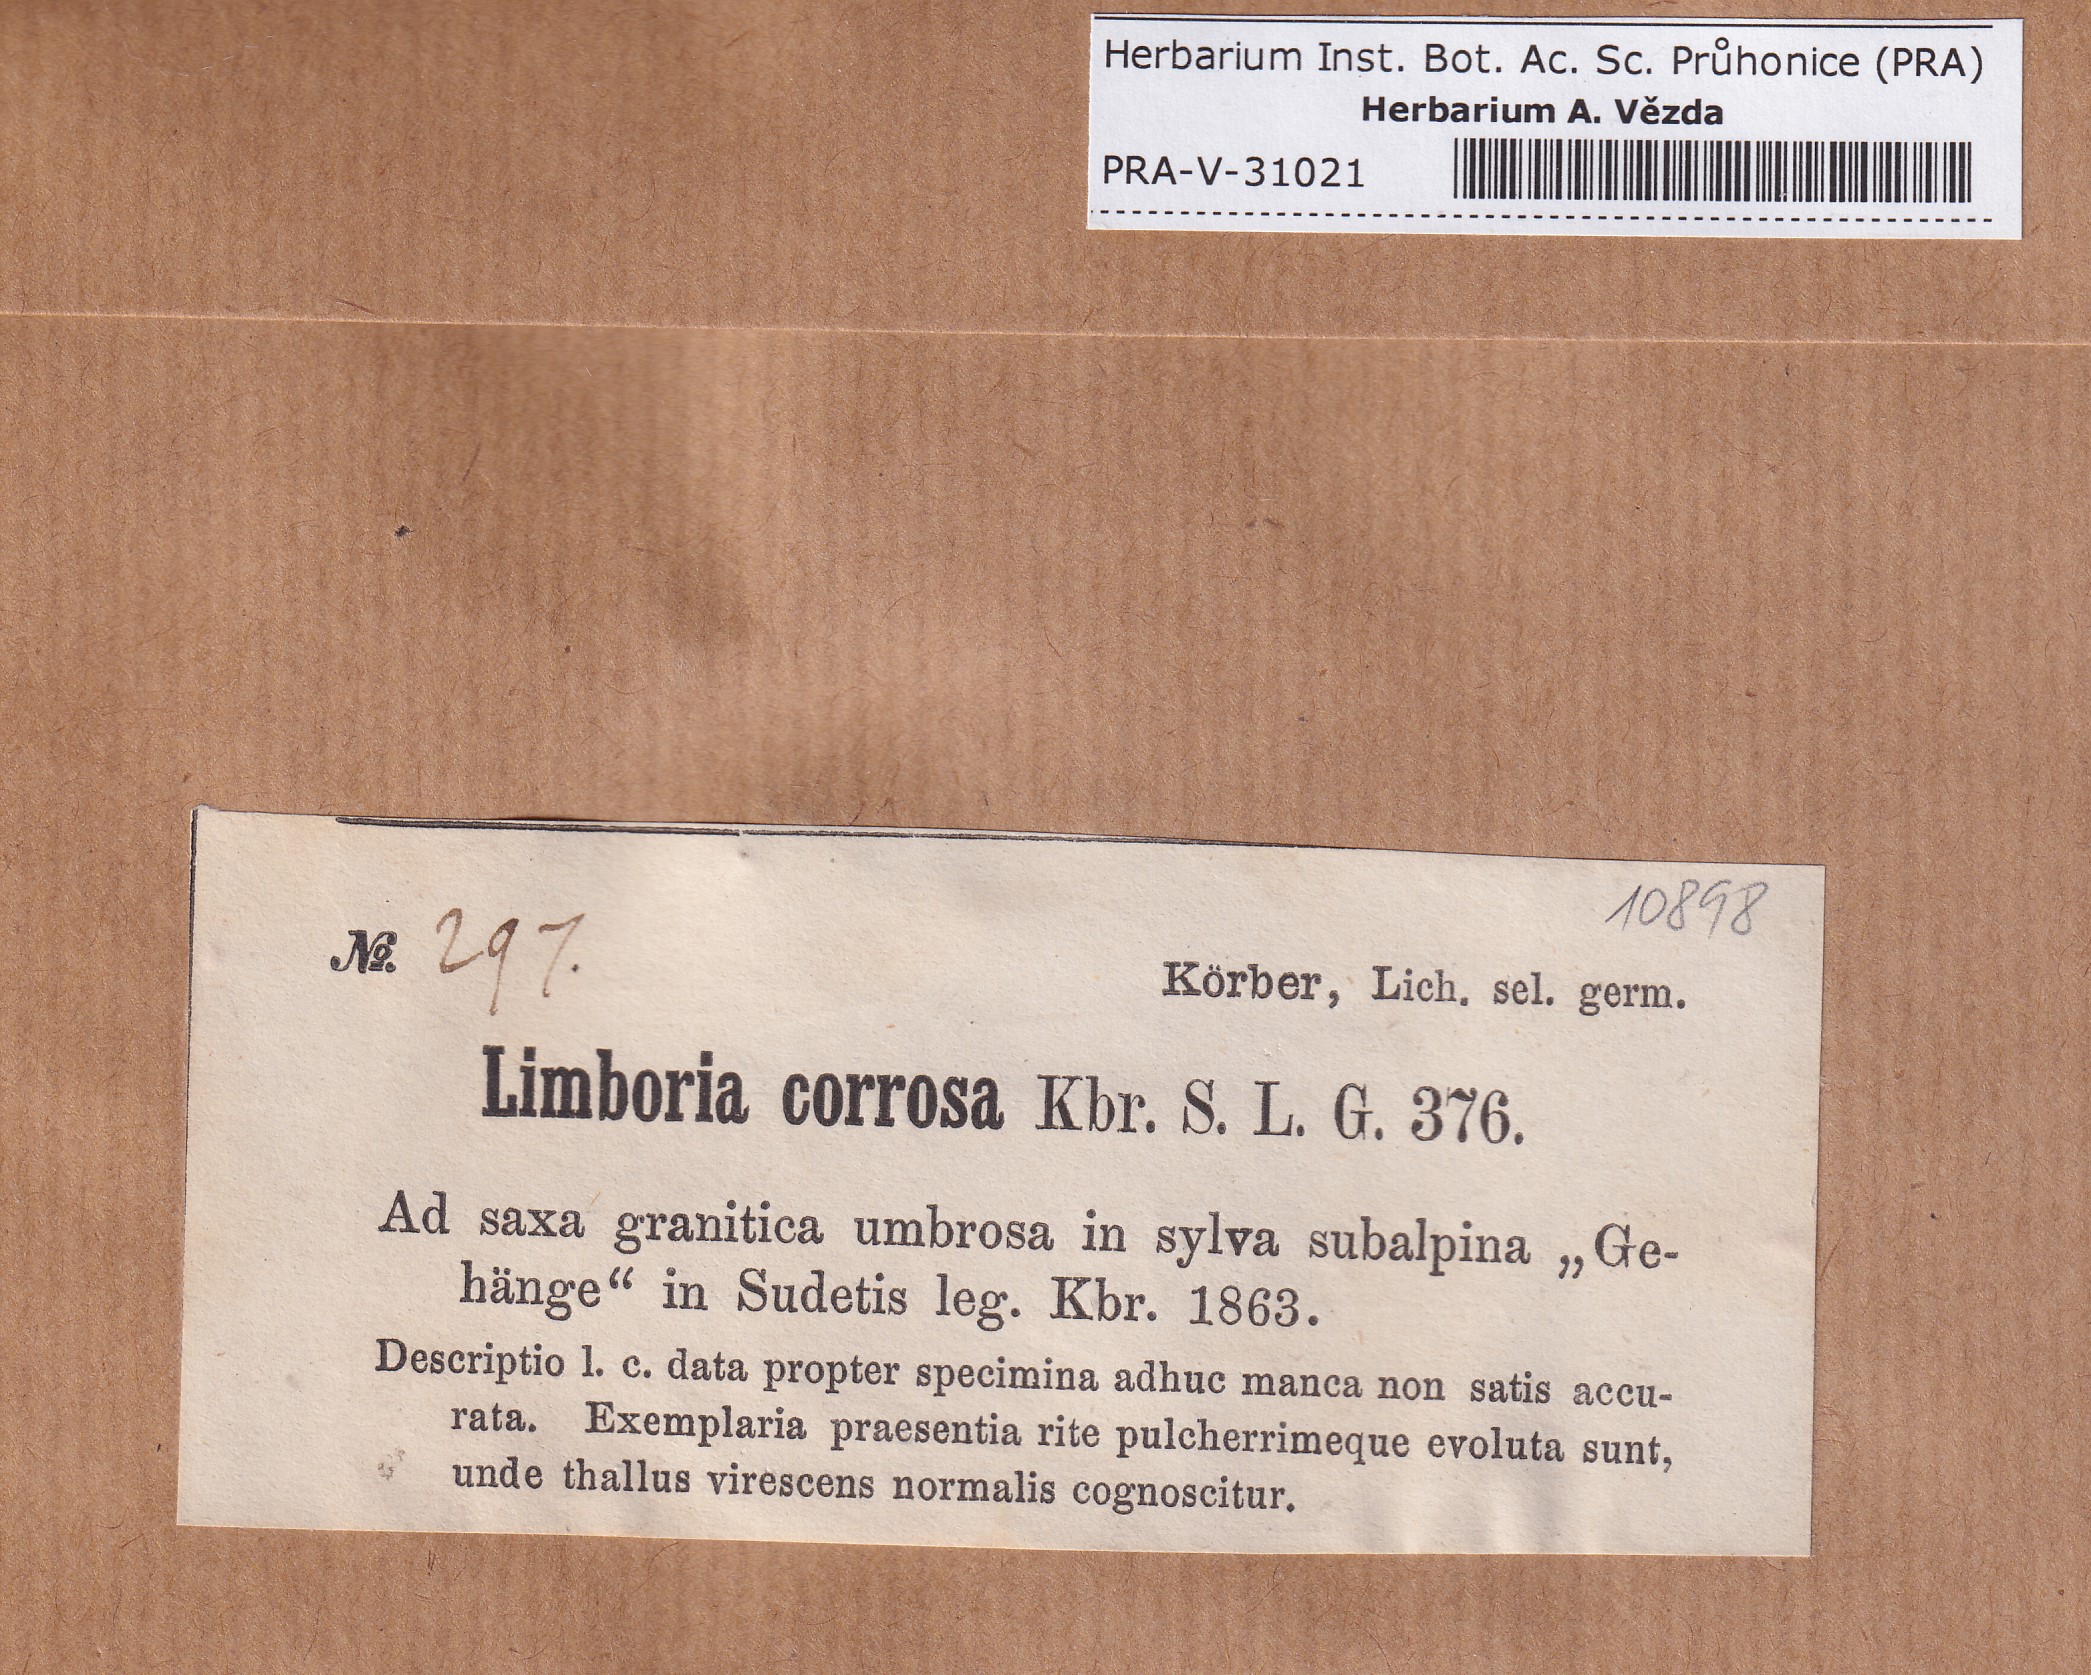 Herbarium Inst. Bot. Ac. Sc. Průhonice (PRA)
Herbarium A. Vězda
PRA-V-31021
10898
№. 297.
Körber, Lich. sel. germ.
Limboria corrosa Kbr. S. L. G. 376.
Ad saxa granitica umbrosa in sylva subalpina „Ge-
hänge“ in Sudetis leg. Kbr. 1863.
Descriptio l. c. data propter specimina adhuc manca non satis accu-
rata. Exemplaria praesentia rite pulcherrimeque evoluta sunt,
unde thallus virescens normalis cognoscitur.